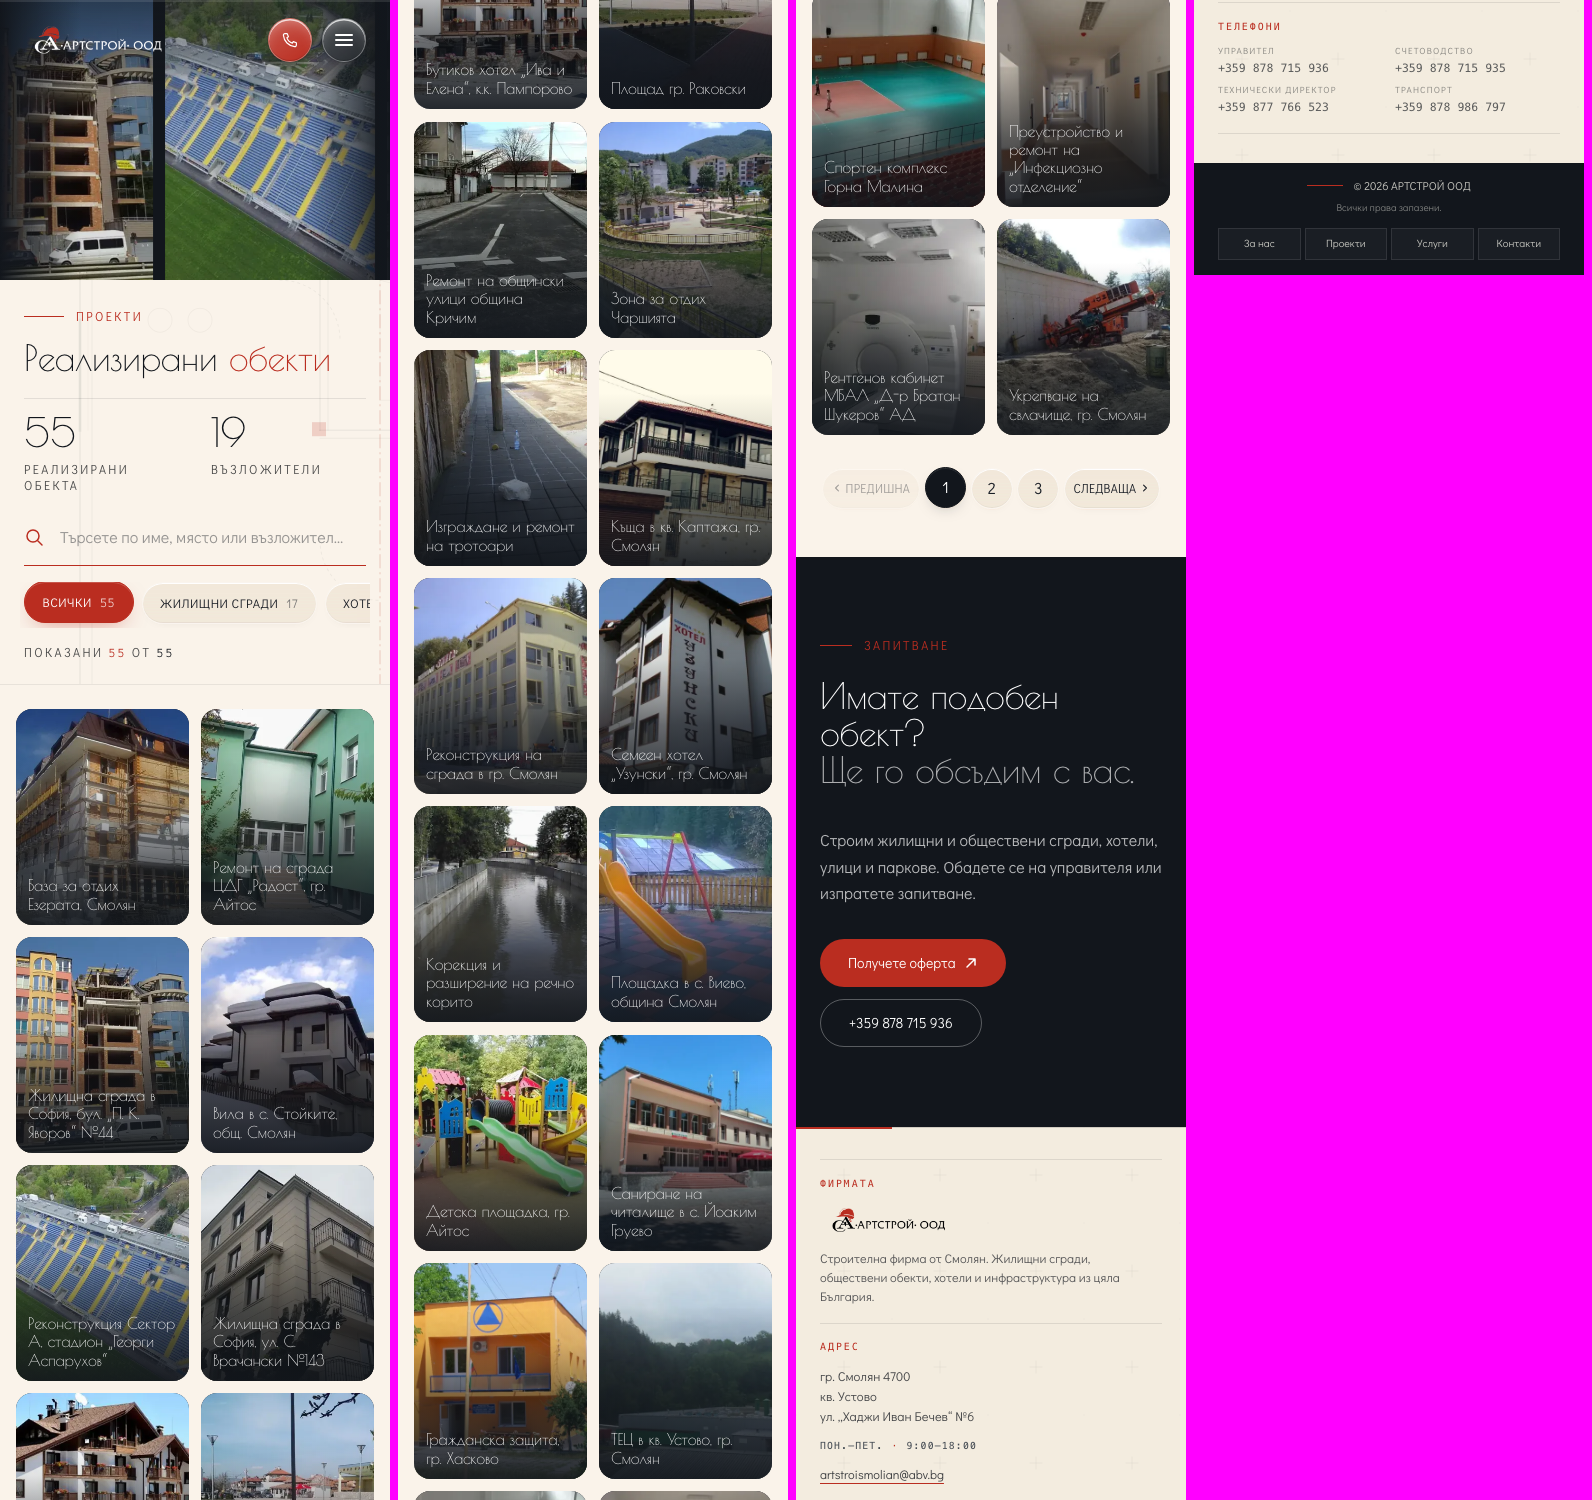 АРТСТРОЙ ООД
ПРОЕКТИ
Реализирани обекти
55
19
РЕАЛИЗИРАНИ
ОБЕКТА
ВЪЗЛОЖИТЕЛИ
Търсете по име, място или възложител...
ВСИЧКИ 55
ЖИЛИЩНИ СГРАДИ 17
ХОТЕ
ПОКАЗАНИ 55 ОТ 55
База за отдих
Езерата, Смолян
Ремонт на сграда
ЦДГ „Радост“, гр.
Айтос
Жилищна сграда в
София, бул. „П. К.
Яворов“ №44
Вила в с. Стойките,
общ. Смолян
Реконструкция Сектор
А, стадион „Георги
Аспарухов“
Жилищна сграда в
София, ул. С.
Врачански №143
Бутиков хотел „Ива и
Елена“, к.к. Пампорово
Площад гр. Раковски
Ремонт на общински
улици община
Кричим
Зона за отдих
Чаршията
Изграждане и ремонт
на тротоари
Къща в кв. Каптажа, гр.
Смолян
Реконструкция на
сграда в гр. Смолян
ХОТЕЛ
УЗУНСКИ
Семеен хотел
„Узунски“, гр. Смолян
Корекция и
разширение на речно
корито
Площадка в с. Виево,
община Смолян
Детска площадка, гр.
Айтос
Саниране на
читалище в с. Йоаким
Груево
Гражданска защита,
гр. Хасково
ТЕЦ в кв. Устово, гр.
Смолян
Спортен комплекс
Горна Малина
Преустройство и
ремонт на
„Инфекциозно
отделение“
Рентгенов кабинет
МБАЛ „Д-р Братан
Шукеров“ АД
Укрепване на
свлачище, гр. Смолян
‹ ПРЕДИШНА
1
2
3
СЛЕДВАЩА ›
ЗАПИТВАНЕ
Имате подобен
обект?
Ще го обсъдим с вас.
Строим жилищни и обществени сгради, хотели,
улици и паркове. Обадете се на управителя или
изпратете запитване.
Получете оферта
+359 878 715 936
ФИРМАТА
АРТСТРОЙ ООД
Строителна фирма от Смолян. Жилищни сгради,
обществени обекти, хотели и инфраструктура из цяла
България.
АДРЕС
гр. Смолян 4700
кв. Устово
ул. „Хаджи Иван Бечев“ №6
ПОН.–ПЕТ. · 9:00–18:00
artstroismolian@abv.bg
ТЕЛЕФОНИ
УПРАВИТЕЛ
+359 878 715 936
СЧЕТОВОДСТВО
+359 878 715 935
ТЕХНИЧЕСКИ ДИРЕКТОР
+359 877 766 523
ТРАНСПОРТ
+359 878 986 797
© 2026 АРТСТРОЙ ООД
Всички права запазени.
За нас
Проекти
Услуги
Контакти